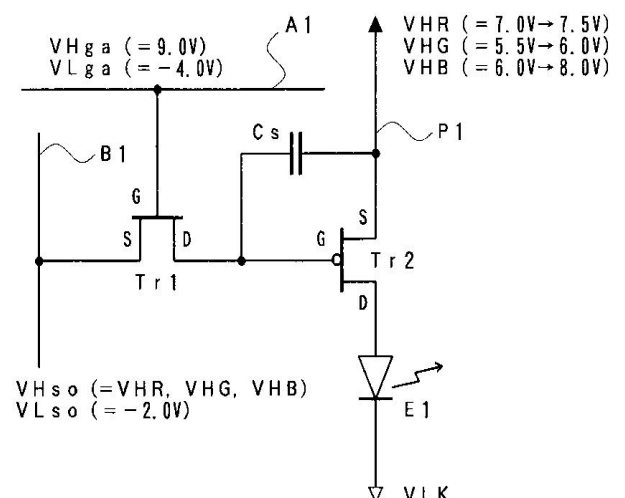 A1
VHga (=9.0V)
VLga (=-4.0V)
VHR (=7.0V→7.5V)
VHG (=5.5V→6.0V)
VHB (=6.0V→8.0V)
B1
Cs
P1
G
S
D
Tr1
S
G
D
Tr2
VHso (=VHR, VHG, VHB)
VLso (=-2.0V)
E1
VLK